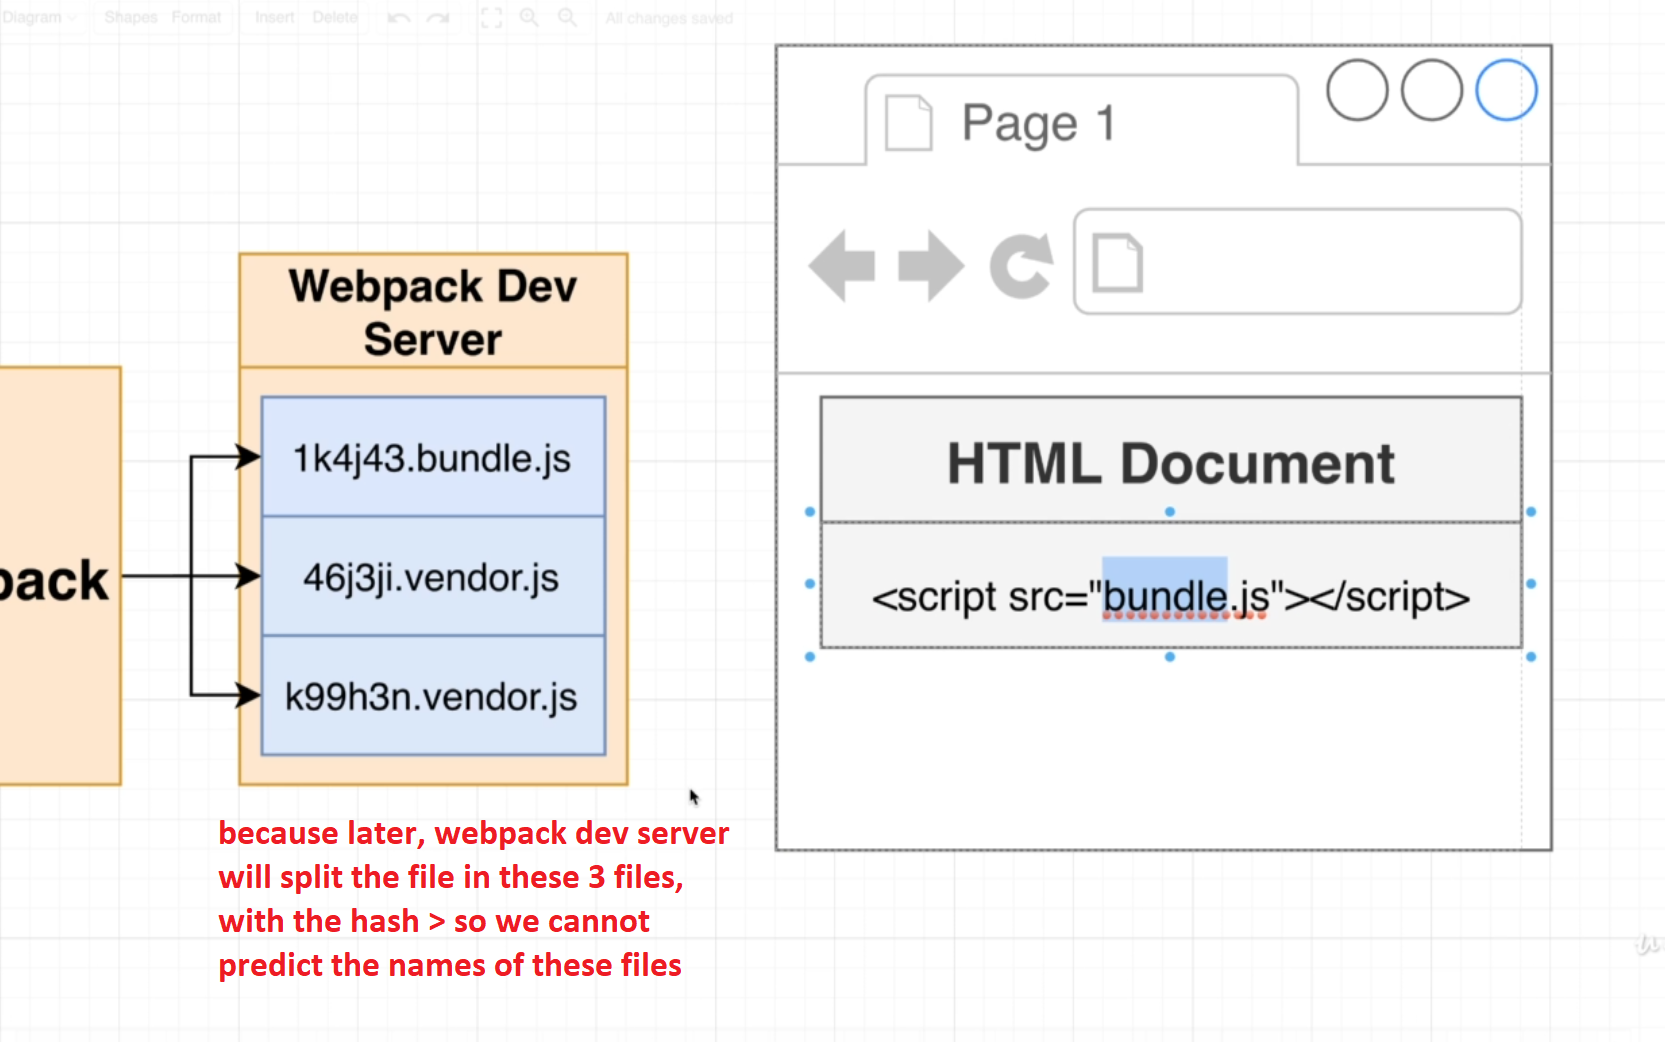 Diagram Shapes Format Insert Delete All changes saved
Page 1
Webpack Dev
Server
1k4j43.bundle.js
46j3ji.vendor.js
k99h3n.vendor.js
pack
HTML Document
<script src="bundle.js"></script>
because later, webpack dev server
will split the file in these 3 files,
with the hash > so we cannot
predict the names of these files